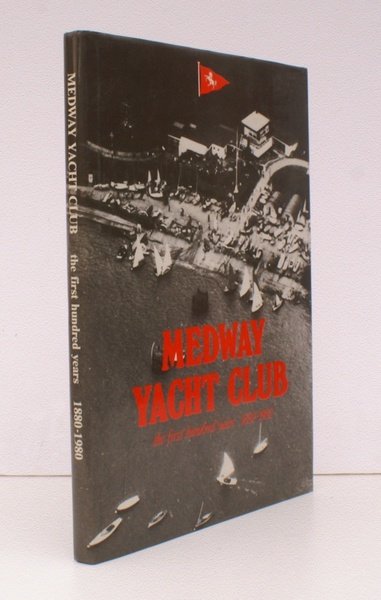 MEDWAY YACHT CLUB the first hundred years 1880-1980
MEDWAY
YACHT CLUB
the first hundred years 1880-1980